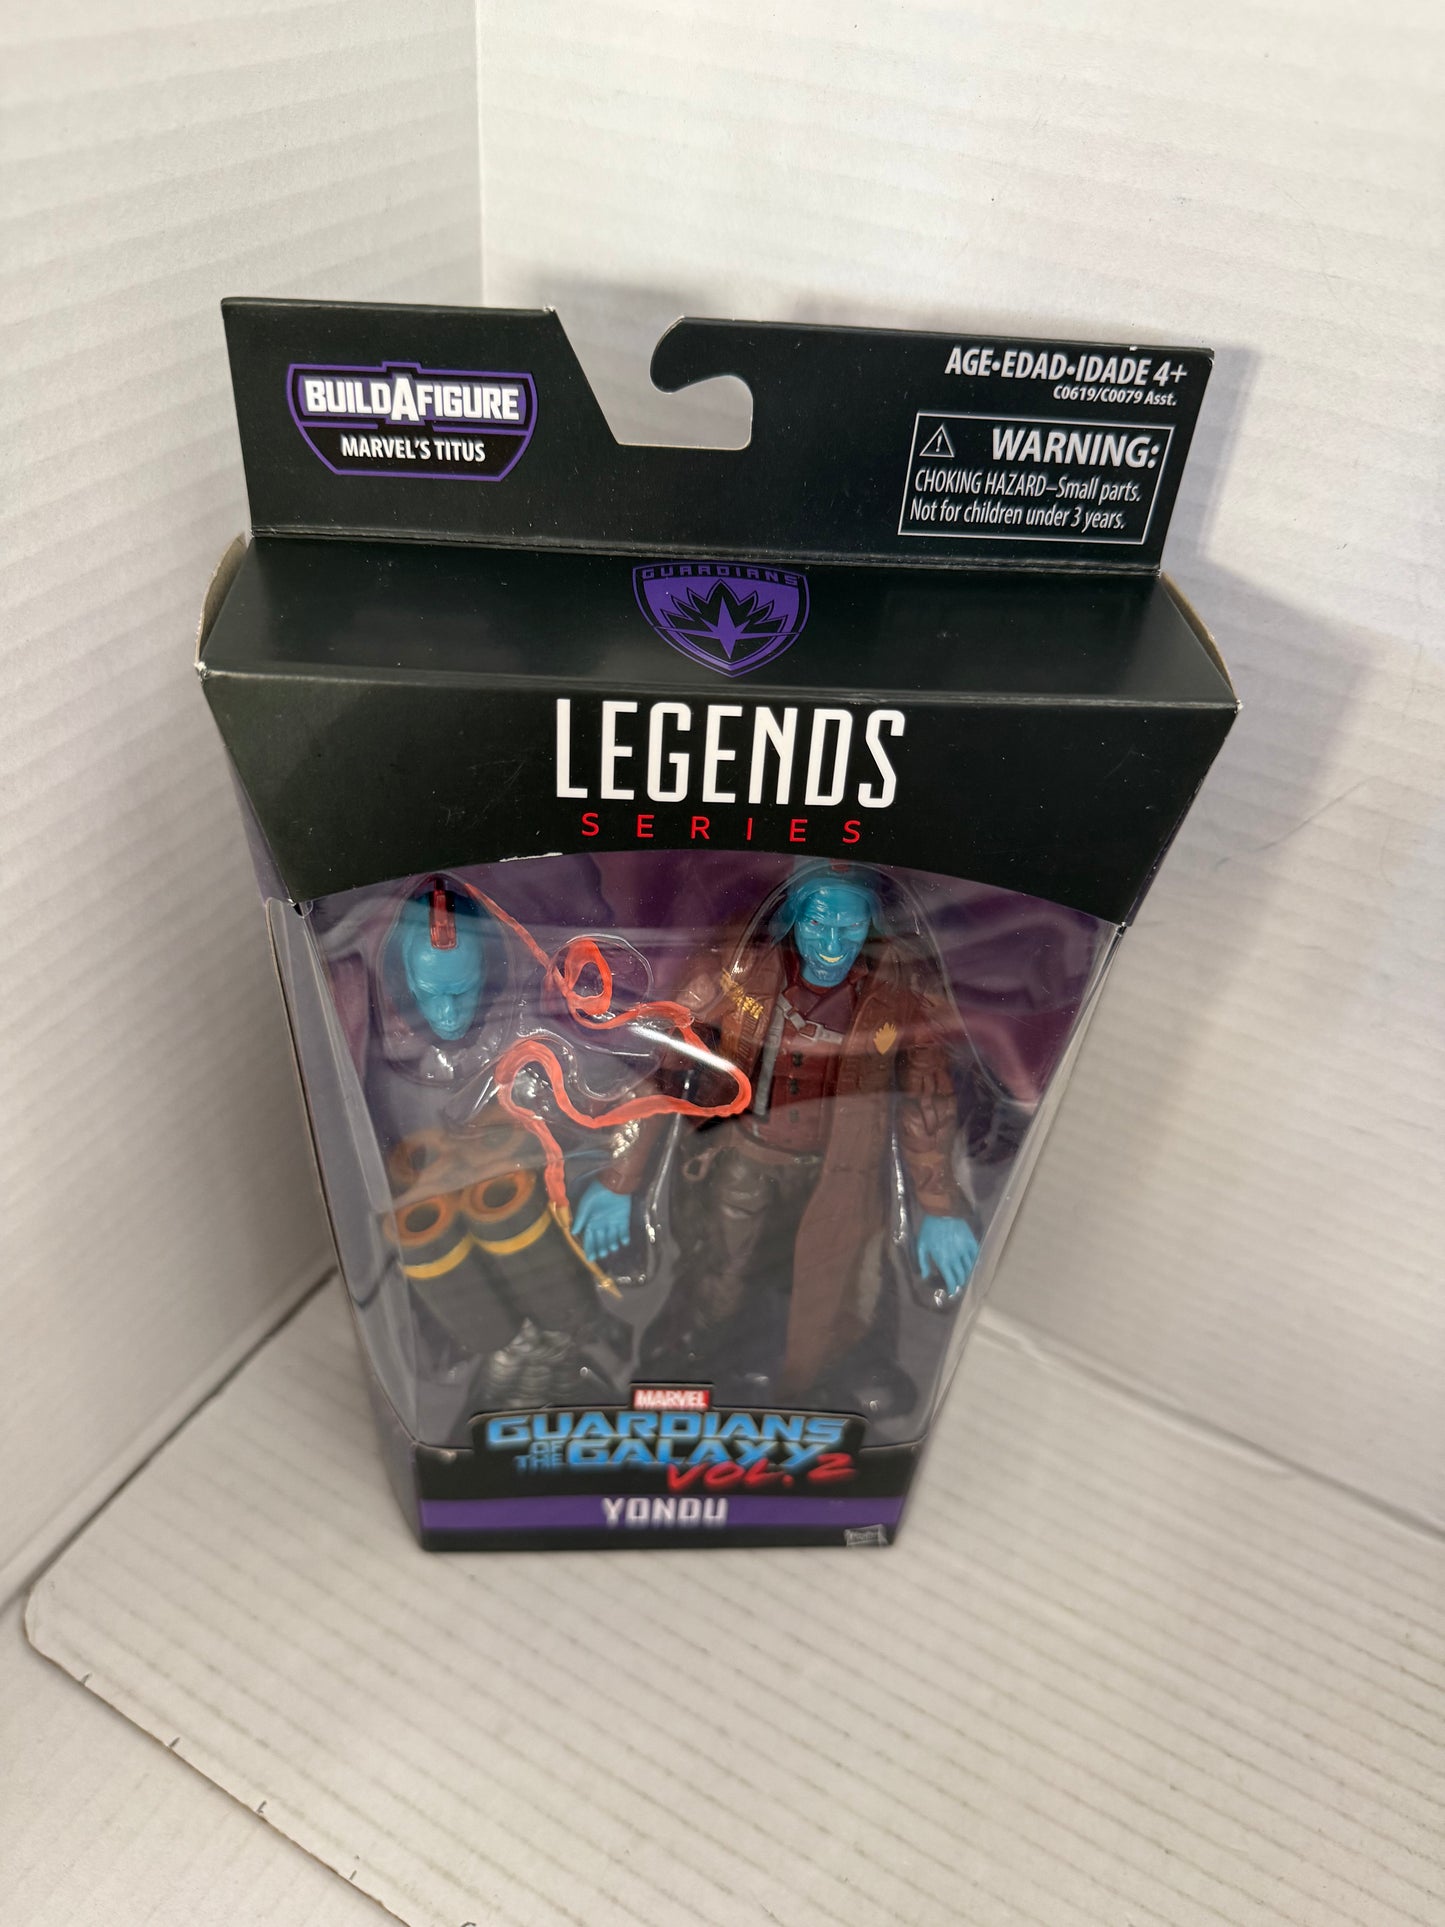 BUILDAFIGURE
MARVEL'S TITUS
AGE•EDAD•IDADE 4+
C0619/C0079 Asst.
WARNING:
CHOKING HAZARD–Small parts.
Not for children under 3 years.
GUARDIANS
LEGENDS
SERIES
MARVEL
GUARDIANS
OF THE GALAXY
VOL. 2
YONDU